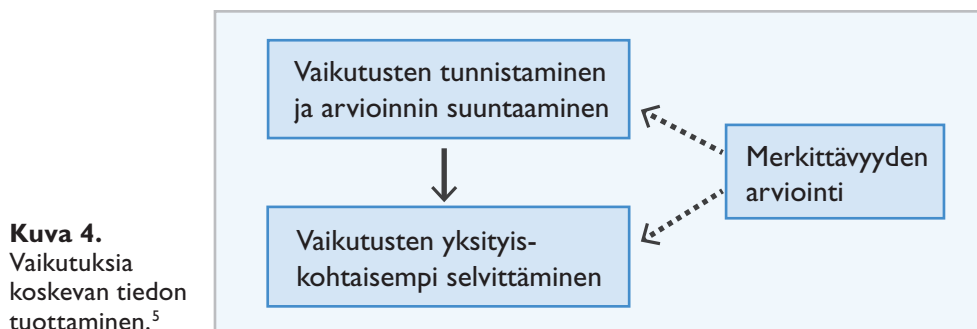 Vaikutusten tunnistaminen
ja arvioinnin suuntaaminen
Merkittävyyden
arviointi
Vaikutusten yksityis-
kohtaisempi selvittäminen
Kuva 4.
Vaikutuksia
koskevan tiedon
tuottaminen.⁵